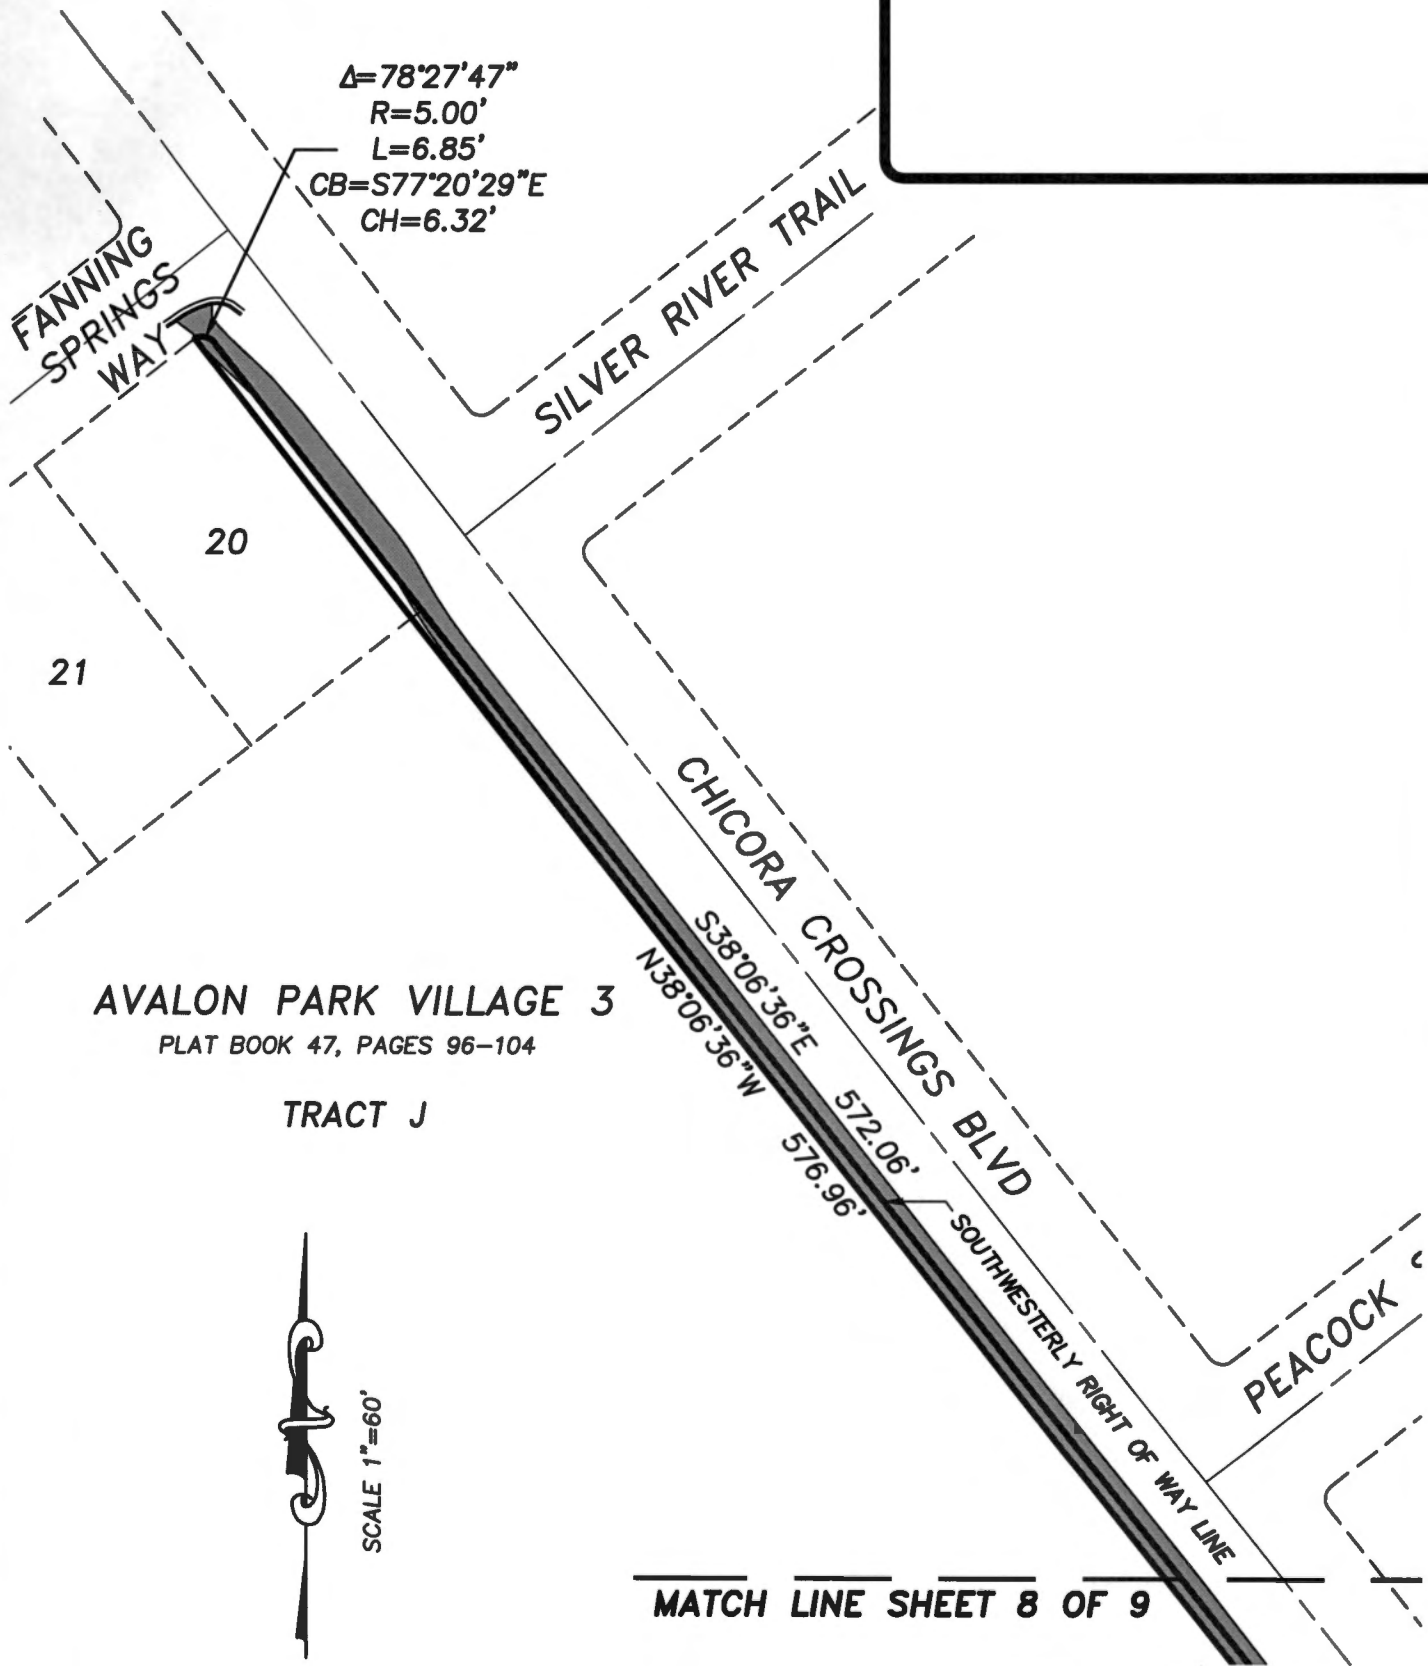 Δ=78°27'47"
R=5.00'
L=6.85'
CB=S77°20'29"E
CH=6.32'
FANNING
SPRINGS
WAY
SILVER RIVER TRAIL
20
21
CHICORA CROSSINGS BLVD
S38°06'36"E 572.06'
N38°06'36"W 576.96'
AVALON PARK VILLAGE 3
PLAT BOOK 47, PAGES 96-104
TRACT J
SOUTHWESTERLY RIGHT OF WAY LINE
PEACOCK
SCALE 1"=60'
MATCH LINE SHEET 8 OF 9